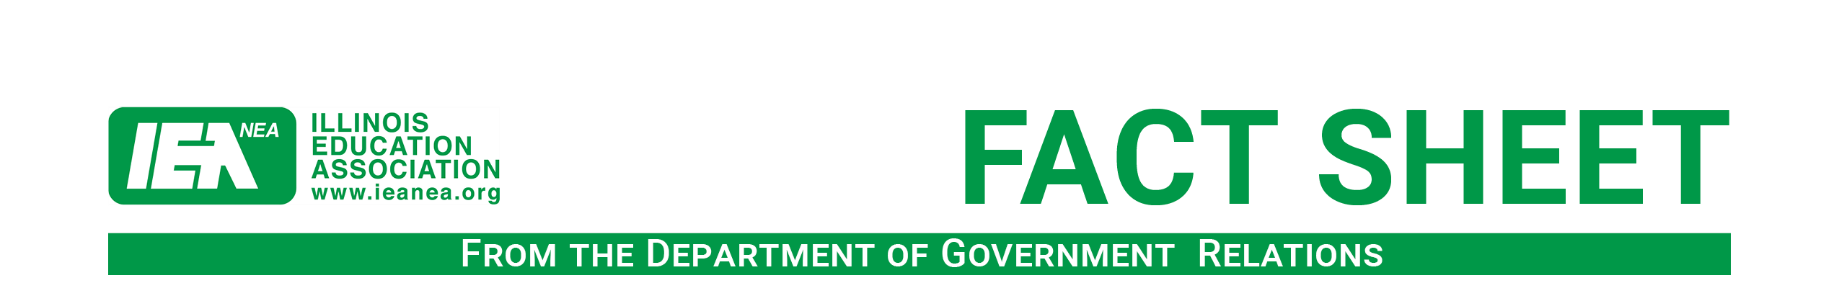 IEA NEA
ILLINOIS
EDUCATION
ASSOCIATION
www.ieanea.org
FACT SHEET
FROM THE DEPARTMENT OF GOVERNMENT RELATIONS